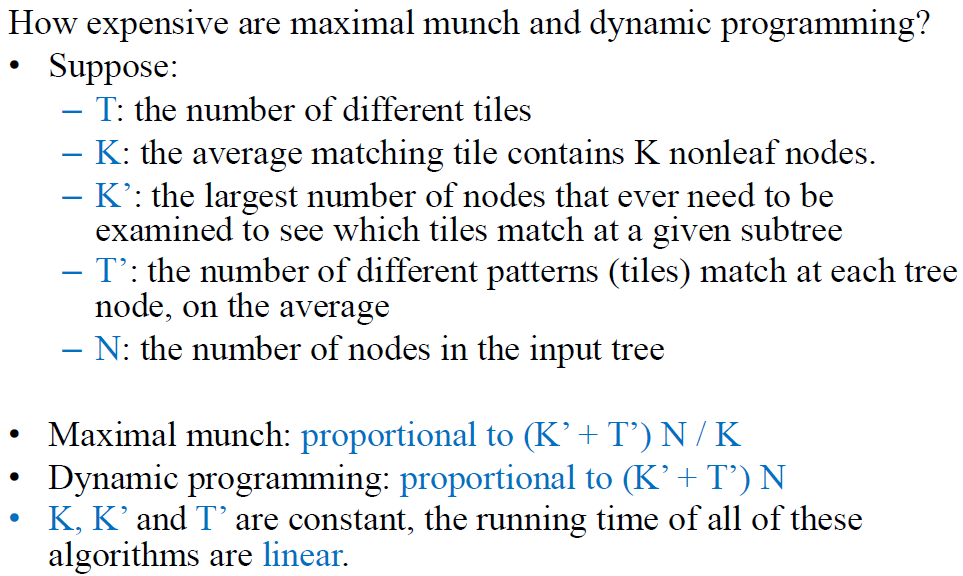 How expensive are maximal munch and dynamic programming?
• Suppose:
– T: the number of different tiles
– K: the average matching tile contains K nonleaf nodes.
– K’: the largest number of nodes that ever need to be
examined to see which tiles match at a given subtree
– T’: the number of different patterns (tiles) match at each tree
node, on the average
– N: the number of nodes in the input tree
• Maximal munch: proportional to (K’ + T’) N / K
• Dynamic programming: proportional to (K’ + T’) N
• K, K’ and T’ are constant, the running time of all of these
algorithms are linear.